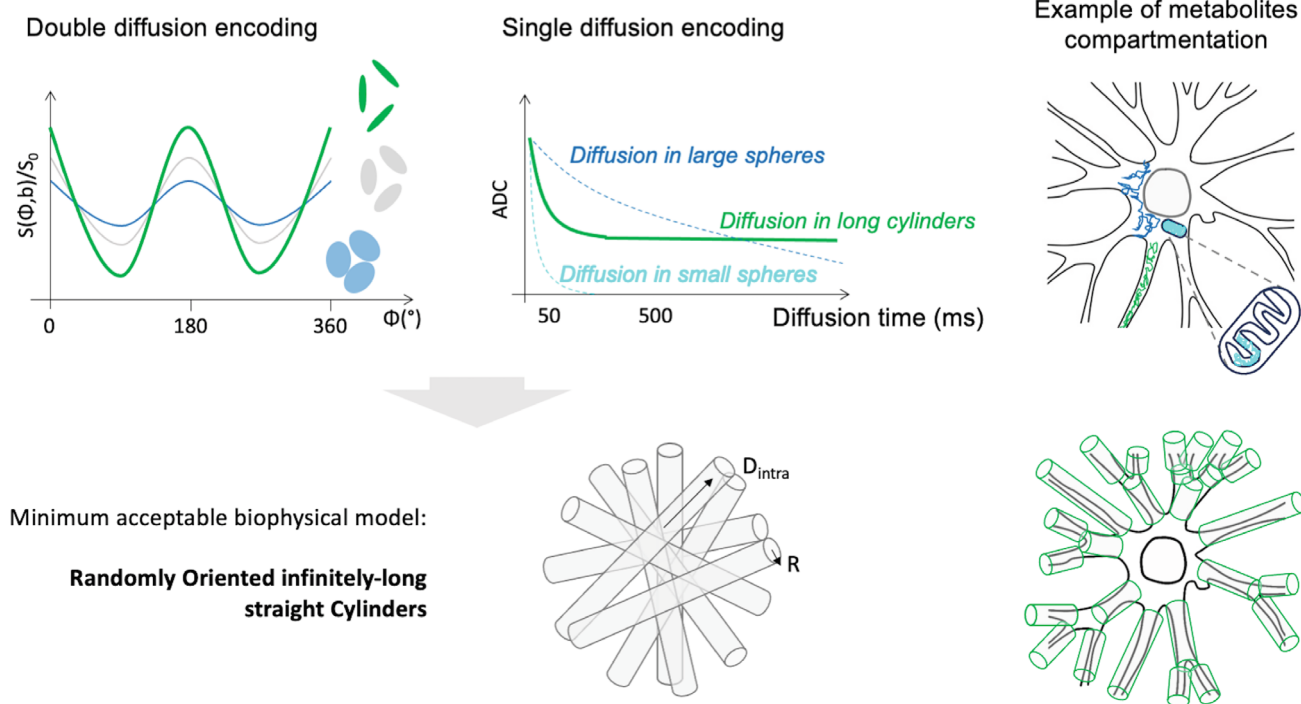 Double diffusion encoding
S(Φ,b)/S₀
0
180
360
Φ(°)
Single diffusion encoding
ADC
Diffusion in large spheres
Diffusion in long cylinders
Diffusion in small spheres
50
500
Diffusion time (ms)
Example of metabolites
compartmentation
Minimum acceptable biophysical model:
Randomly Oriented infinitely-long
straight Cylinders
Dintra
R